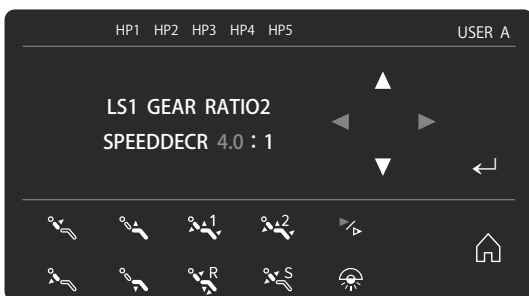 HP1 HP2 HP3 HP4 HP5 USER A
LS1 GEAR RATIO2
SPEEDDECR 4.0 : 1
1 2
R S